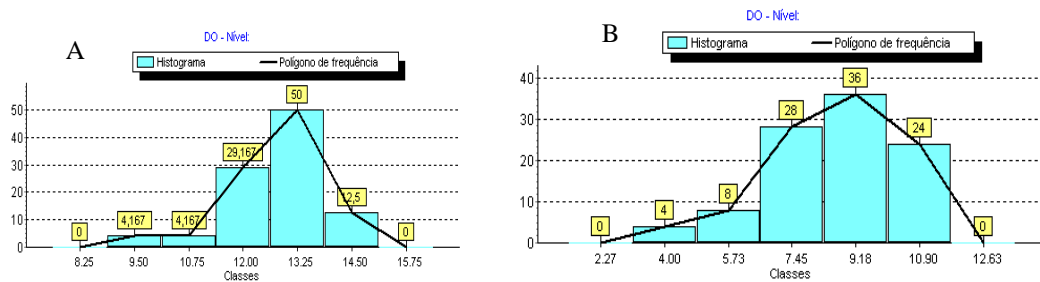 A
DO - Nível:
Histograma
Polígono de frequência
50
40
30
20
10
0
0
4,167
4,167
29,167
50
12,5
0
8.25 9.50 10.75 12.00 13.25 14.50 15.75
Classes
B
DO - Nível:
Histograma
Polígono de frequência
40
30
20
10
0
0
4
8
28
36
24
0
2.27 4.00 5.73 7.45 9.18 10.90 12.63
Classes